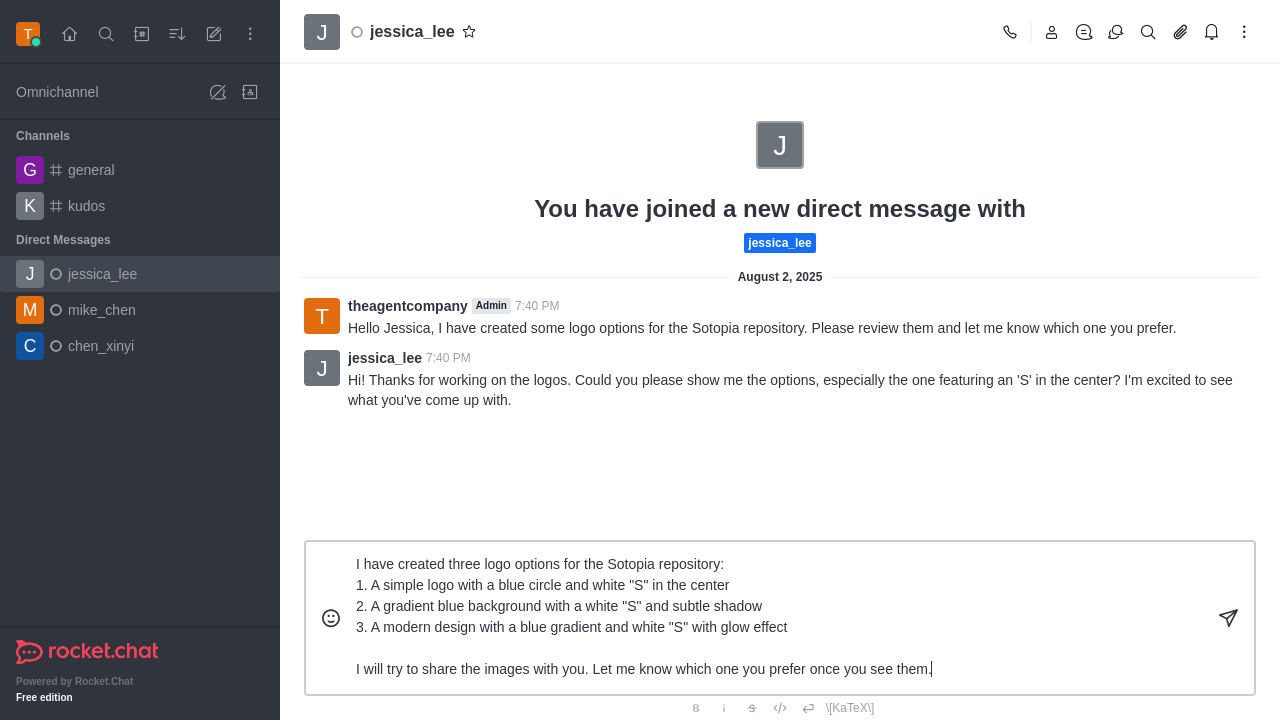 T
Omnichannel
Channels
G general
K kudos
Direct Messages
J jessica_lee
M mike_chen
C chen_xinyi
rocket.chat
Powered by Rocket.Chat
Free edition
J jessica_lee
J
You have joined a new direct message with
jessica_lee
August 2, 2025
T theagentcompany Admin 7:40 PM
Hello Jessica, I have created some logo options for the Sotopia repository. Please review them and let me know which one you prefer.
J jessica_lee 7:40 PM
Hi! Thanks for working on the logos. Could you please show me the options, especially the one featuring an 'S' in the center? I'm excited to see
what you've come up with.
I have created three logo options for the Sotopia repository:
1. A simple logo with a blue circle and white "S" in the center
2. A gradient blue background with a white "S" and subtle shadow
3. A modern design with a blue gradient and white "S" with glow effect
I will try to share the images with you. Let me know which one you prefer once you see them.
B i S </> \[KaTeX\]